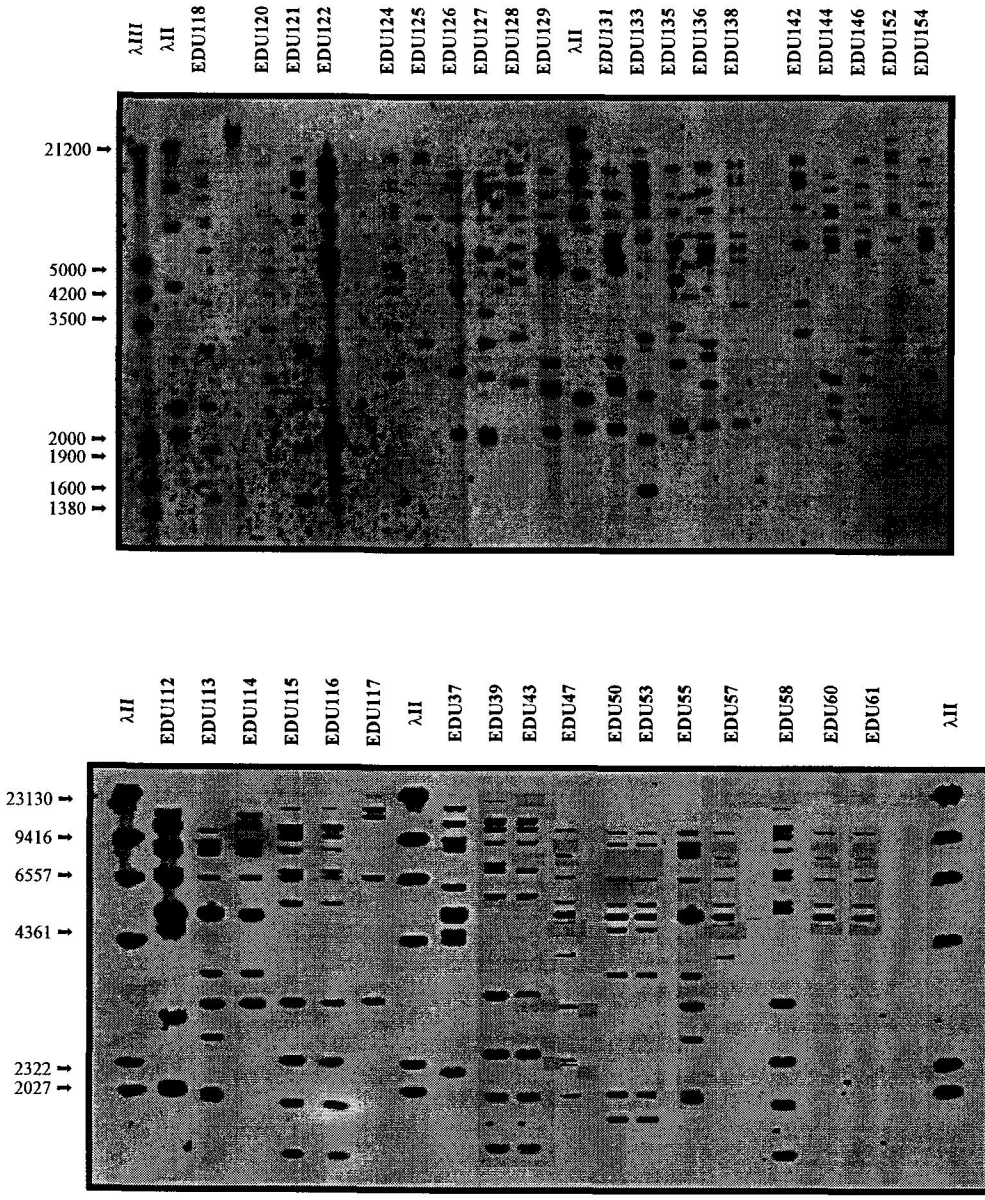 λIII
λII
EDU118
EDU120
EDU121
EDU122
EDU124
EDU125
EDU126
EDU127
EDU128
EDU129
λII
EDU131
EDU133
EDU135
EDU136
EDU138
EDU142
EDU144
EDU146
EDU152
EDU154
21200 →
5000 →
4200 →
3500 →
2000 →
1900 →
1600 →
1380 →
λII
EDU112
EDU113
EDU114
EDU115
EDU116
EDU117
λII
EDU37
EDU39
EDU43
EDU47
EDU50
EDU53
EDU55
EDU57
EDU58
EDU60
EDU61
λII
23130 →
9416 →
6557 →
4361 →
2322 →
2027 →